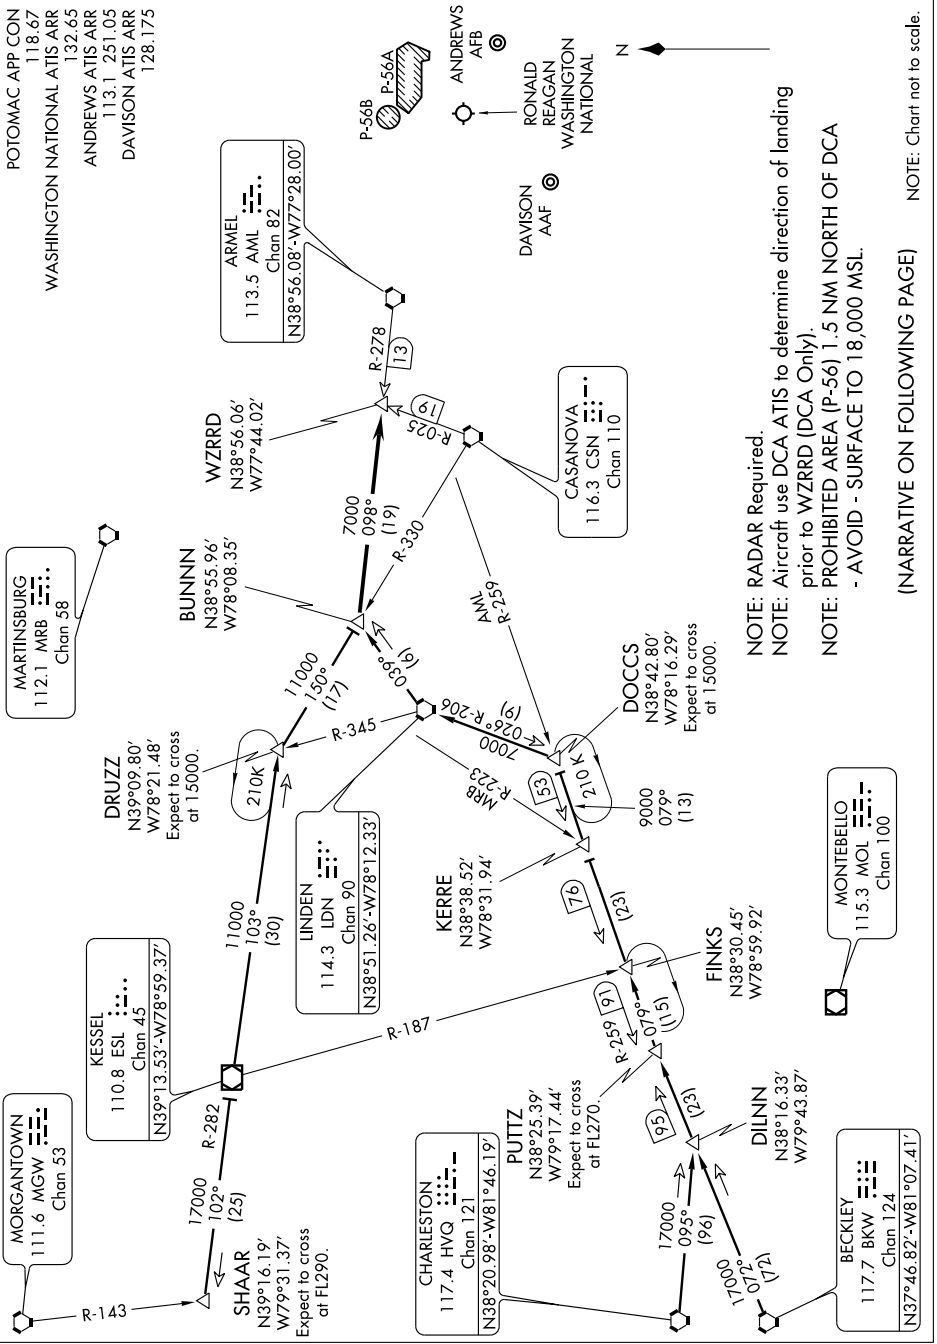 POTOMAC APP CON
118.67
WASHINGTON NATIONAL ATIS ARR
132.65
ANDREWS ATIS ARR
113.1 251.05
DAVISON ATIS ARR
128.175
MORGANTOWN
111.6 MGW
Chan 53
R-143
SHAAR
N39°16.19'
W79°31.37'
Expect to cross
at FL290.
17000
102°
(25)
R-282
KESSEL
110.8 ESL
Chan 45
N39°13.53'-W78°59.37'
11000
103°
(30)
R-187
DRUZZ
N39°09.80'
W78°21.48'
Expect to cross
at 15000.
210K
11000
150°
(17)
R-345
MARTINSBURG
112.1 MRB
Chan 58
BUNNN
N38°55.96'
W78°08.35'
7000
098°
(19)
WZRRD
N38°56.06'
W77°44.02'
ARMEL
113.5 AML
Chan 82
N38°56.08'-W77°28.00'
R-278
13
R-025
19
R-330
CASANOVA
116.3 CSN
Chan 110
LINDEN
114.3 LDN
Chan 90
N38°51.26'-W78°12.33'
039°
(6)
7000
026°
R-206
(9)
AML
R-259
MRB
R-223
DOCCS
N38°42.80'
W78°16.29'
Expect to cross
at 15000.
210 K
53
9000
079°
(13)
KERRE
N38°38.52'
W78°31.94'
76
(23)
FINKS
N38°30.45'
W78°59.92'
91
R-259
079°
(15)
PUTTZ
N38°25.39'
W79°17.44'
Expect to cross
at FL270.
95
(23)
DILNN
N38°16.33'
W79°43.87'
CHARLESTON
117.4 HVQ
Chan 121
N38°20.98'-W81°46.19'
17000
095°
(96)
17000
072°
(72)
BECKLEY
117.7 BKW
Chan 124
N37°46.82'-W81°07.41'
MONTEBELLO
115.3 MOL
Chan 100
P-56B
P-56A
ANDREWS
AFB
RONALD
REAGAN
WASHINGTON
NATIONAL
DAVISON
AAF
N
NOTE: RADAR Required.
NOTE: Aircraft use DCA ATIS to determine direction of landing
prior to WZRRD (DCA Only).
NOTE: PROHIBITED AREA (P-56) 1.5 NM NORTH OF DCA
- AVOID - SURFACE TO 18,000 MSL.
(NARRATIVE ON FOLLOWING PAGE)
NOTE: Chart not to scale.